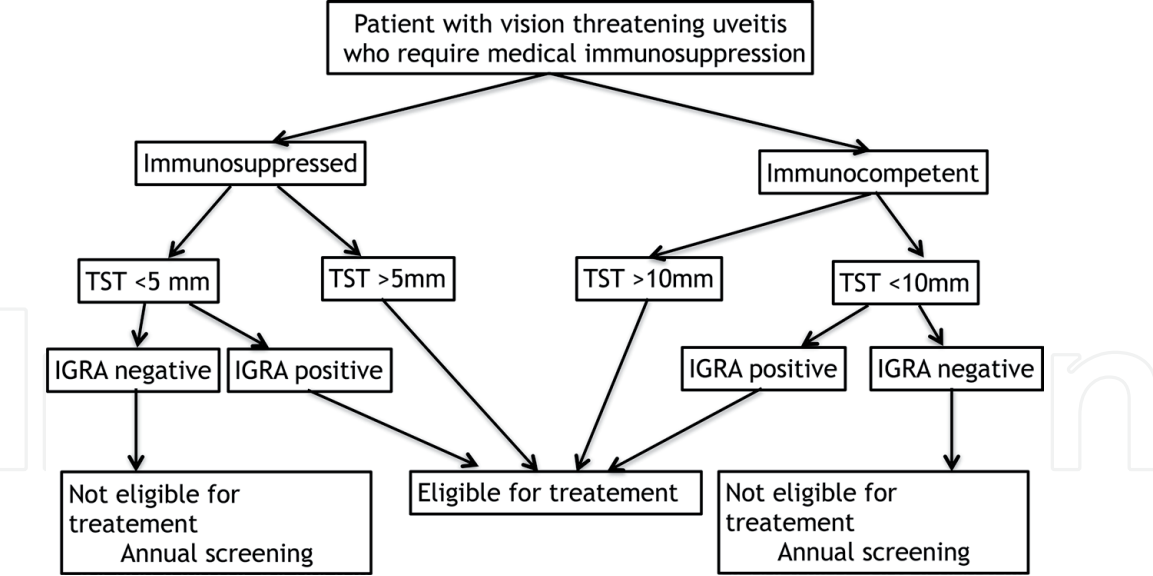 Patient with vision threatening uveitis
who require medical immunosuppression
Immunosuppressed
Immunocompetent
TST <5 mm
TST >5mm
TST >10mm
TST <10mm
IGRA negative
IGRA positive
IGRA positive
IGRA negative
Not eligible for
treatement
Annual screening
Eligible for treatement
Not eligible for
treatement
Annual screening